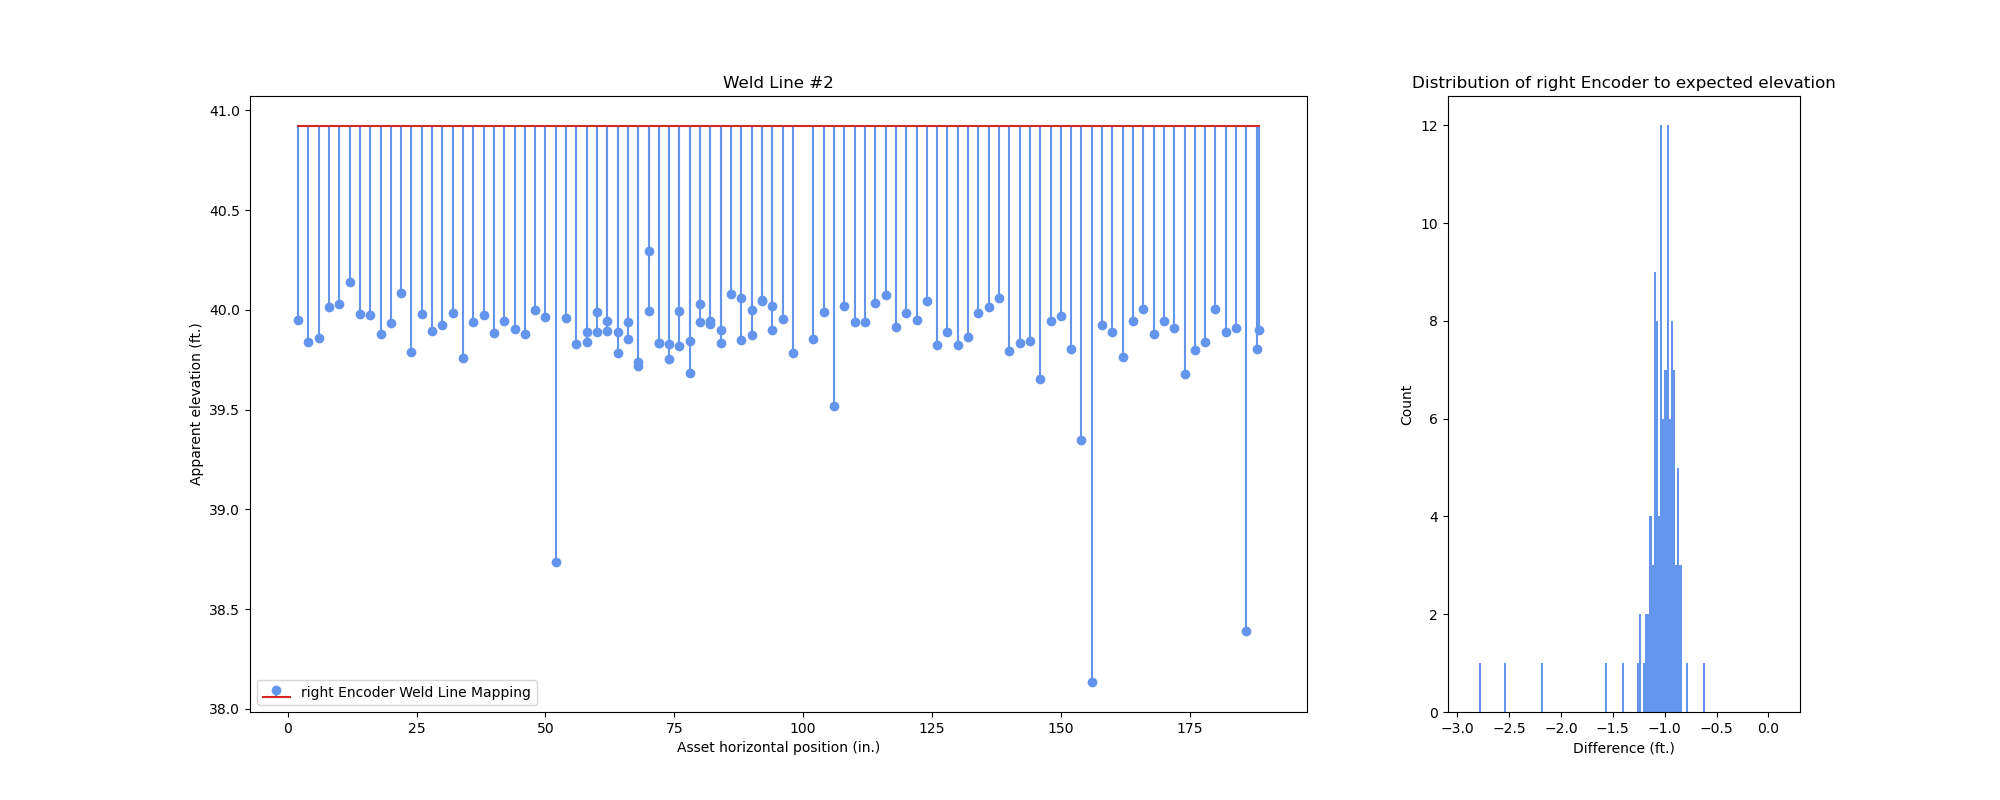 Weld Line #2
Apparent elevation (ft.)
41.0
40.5
40.0
39.5
39.0
38.5
38.0
right Encoder Weld Line Mapping
0 25 50 75 100 125 150 175
Asset horizontal position (in.)
Distribution of right Encoder to expected elevation
Count
12
10
8
6
4
2
0
−3.0 −2.5 −2.0 −1.5 −1.0 −0.5 0.0
Difference (ft.)